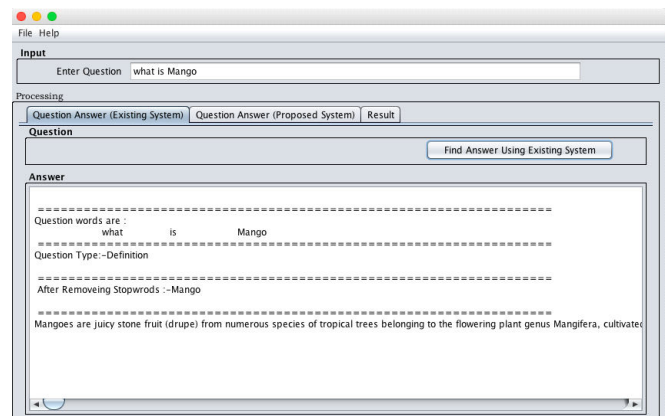 File Help
Input
Enter Question what is Mango
Processing
Question Answer (Existing System) Question Answer (Proposed System) Result
Question
Find Answer Using Existing System
Answer
====================================================================
Question words are :
what is Mango
====================================================================
Question Type:-Definition
====================================================================
After Removeing Stopwrods :-Mango
====================================================================
Mangoes are juicy stone fruit (drupe) from numerous species of tropical trees belonging to the flowering plant genus Mangifera, cultivated